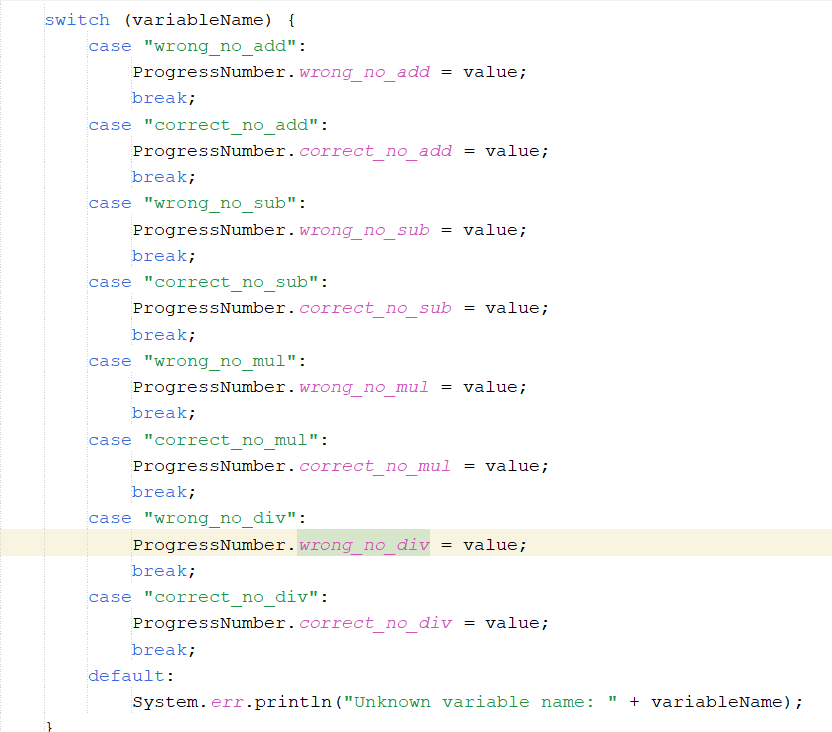 switch (variableName) {
case "wrong_no_add":
ProgressNumber.wrong_no_add = value;
break;
case "correct_no_add":
ProgressNumber.correct_no_add = value;
break;
case "wrong_no_sub":
ProgressNumber.wrong_no_sub = value;
break;
case "correct_no_sub":
ProgressNumber.correct_no_sub = value;
break;
case "wrong_no_mul":
ProgressNumber.wrong_no_mul = value;
break;
case "correct_no_mul":
ProgressNumber.correct_no_mul = value;
break;
case "wrong_no_div":
ProgressNumber.wrong_no_div = value;
break;
case "correct_no_div":
ProgressNumber.correct_no_div = value;
break;
default:
System.err.println("Unknown variable name: " + variableName);
}